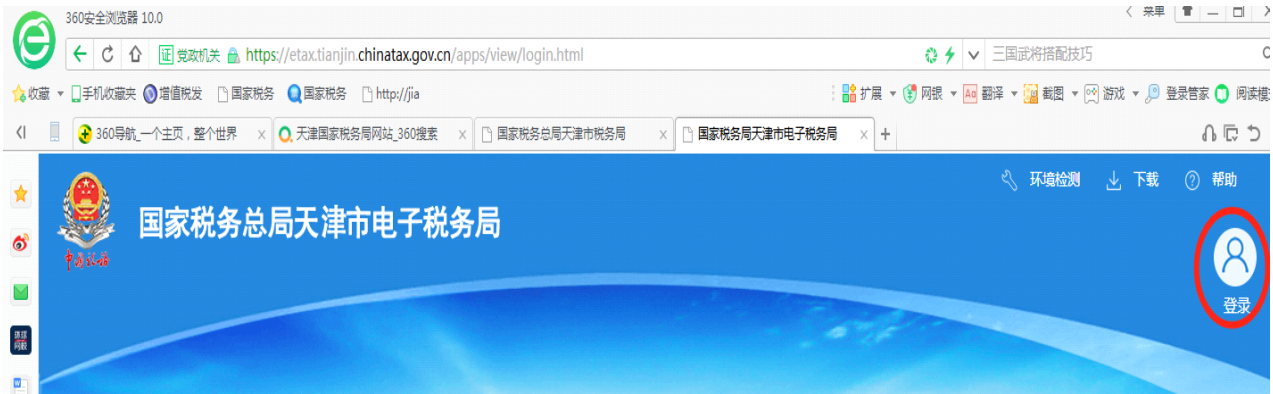 360安全浏览器 10.0
菜单
证 党政机关 https://etax.tianjin.chinatax.gov.cn/apps/view/login.html
三国武将搭配技巧
收藏 手机收藏夹 增值税发 国家税务 国家税务 http://jia
扩展 网银 翻译 截图 游戏 登录管家 阅读模
360导航_一个主页，整个世界 天津国家税务局网站_360搜索 国家税务总局天津市税务局 国家税务局天津市电子税务局
环境检测 下载 帮助
国家税务总局天津市电子税务局
中国税务
登录